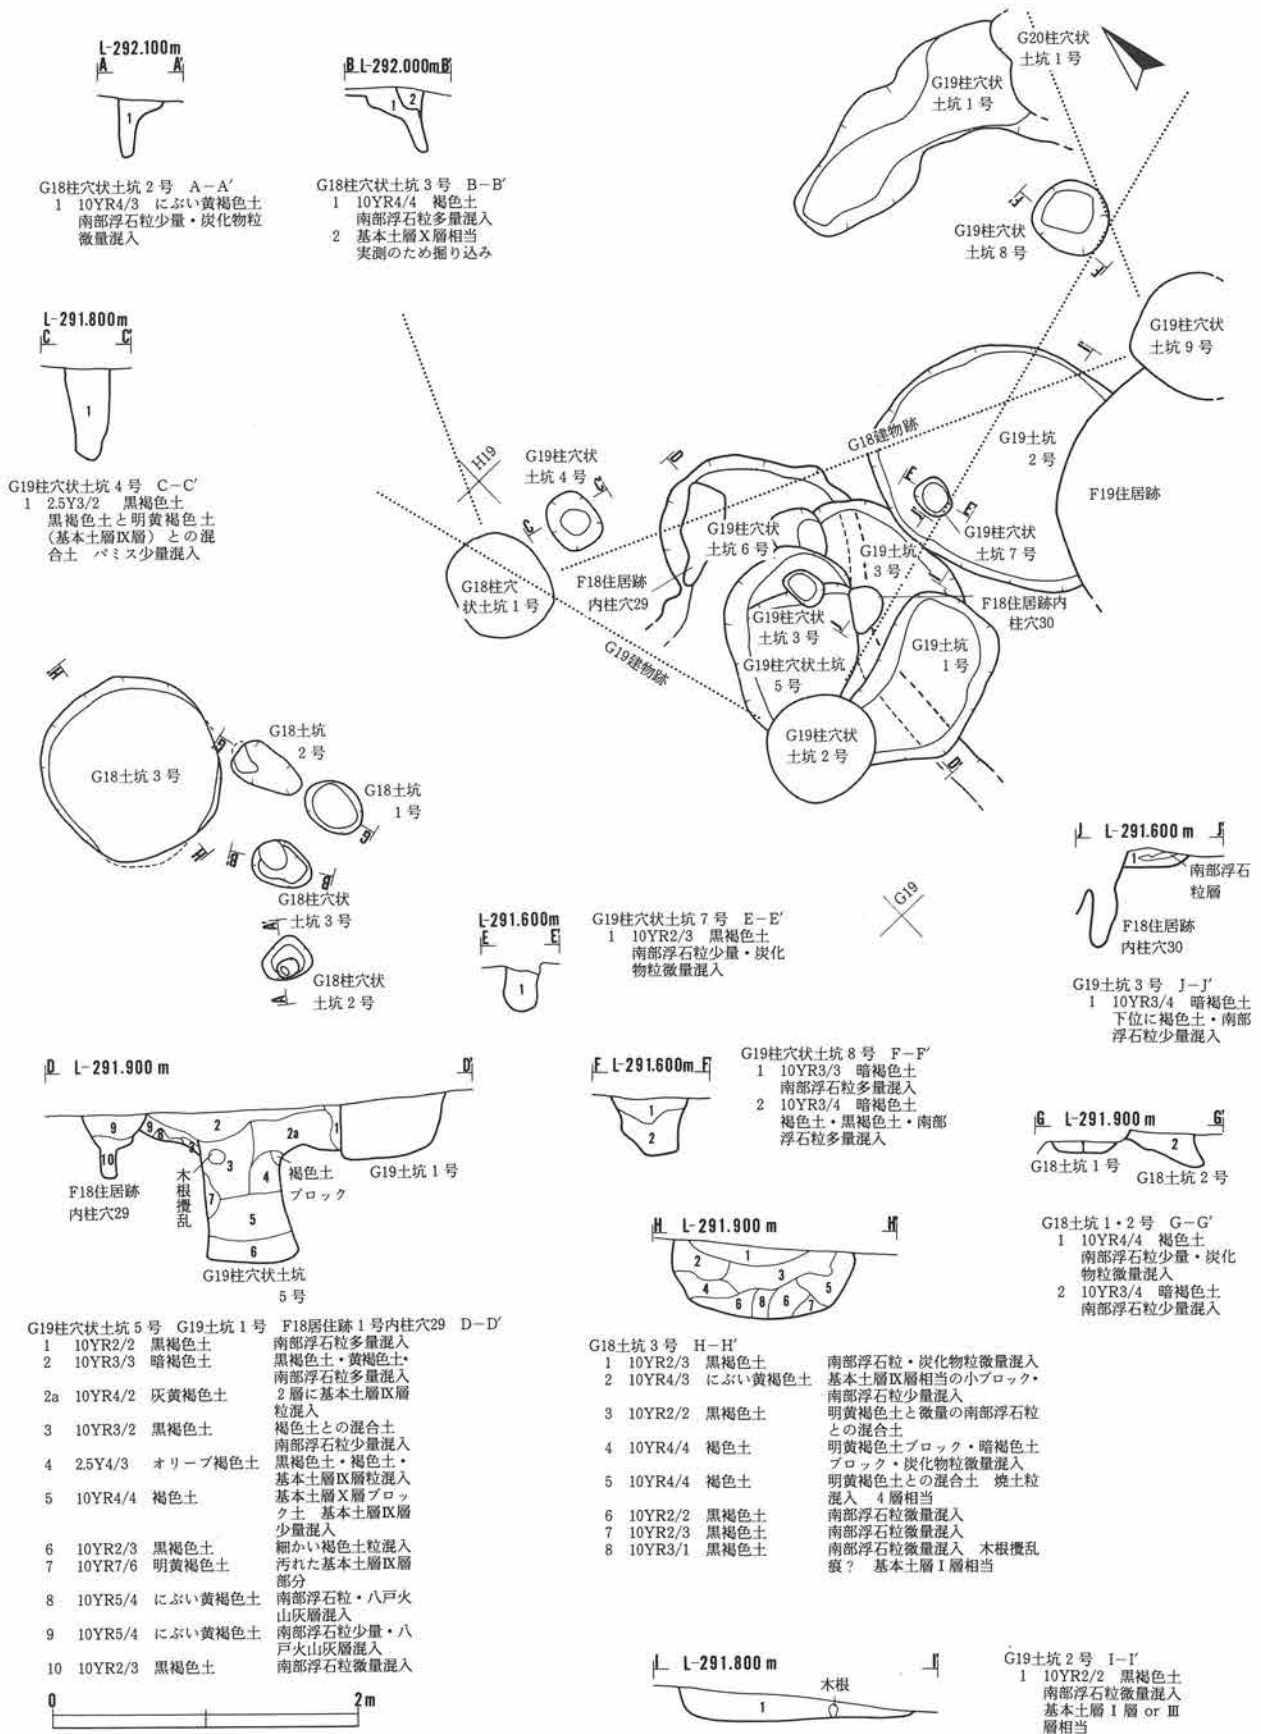 L-292.100m
A A′
1
G18柱穴状土坑 2 号 A-A′
1 10YR4/3 にぶい黄褐色土
南部浮石粒少量・炭化物粒
微量混入
B L-292.000m B′
1 2
G18柱穴状土坑 3 号 B-B′
1 10YR4/4 褐色土
南部浮石粒多量混入
2 基本土層Ⅹ層相当
実測のため掘り込み
L-291.800m
C C′
1
G19柱穴状土坑 4 号 C-C′
1 2.5Y3/2 黒褐色土
黒褐色土と明黄褐色土
(基本土層Ⅸ層) との混
合土 パミス少量混入
G20柱穴状
土坑 1 号
G19柱穴状
土坑 1 号
F
G19柱穴状
土坑 8 号
F′
G19柱穴状
土坑 9 号
I′
G18建物跡
G19土坑
2 号
F19住居跡
E
E′
G19柱穴状
土坑 7 号
H19
G19柱穴状
土坑 4 号
C
C′
D
G19柱穴状
土坑 6 号
G19土坑
3 号
G18柱穴
状土坑 1 号
F18住居跡
内柱穴29
F18住居跡内
柱穴30
G19柱穴状
土坑 3 号
G19土坑
1 号
G19建物跡
G19柱穴状土坑
5 号
G19柱穴状
土坑 2 号
D′
H
G18土坑 3 号
G
G18土坑
2 号
G18土坑
1 号
G′
H′
B
B′
G18柱穴状
土坑 3 号
A′
G18柱穴状
土坑 2 号
A
G19
L-291.600m
E E′
1
G19柱穴状土坑 7 号 E-E′
1 10YR2/3 黒褐色土
南部浮石粒少量・炭化
物粒微量混入
J L-291.600 m J′
1
南部浮石
粒層
F18住居跡
内柱穴30
G19土坑 3 号 J-J′
1 10YR3/4 暗褐色土
下位に褐色土・南部
浮石粒少量混入
D L-291.900 m D′
9 9 8 3 2 2a 1
10 3 4 7 5 6
F18住居跡
内柱穴29
木根攪乱
褐色土
ブロック
G19土坑 1 号
G19柱穴状土坑
5 号
F L-291.600m F′
1
2
G19柱穴状土坑 8 号 F-F′
1 10YR3/3 暗褐色土
南部浮石粒多量混入
2 10YR3/4 暗褐色土
褐色土・黒褐色土・南部
浮石粒多量混入
G L-291.900 m G′
2
G18土坑 1 号
G18土坑 2 号
G18土坑 1・2 号 G-G′
1 10YR4/4 褐色土
南部浮石粒少量・炭化
物粒微量混入
2 10YR3/4 暗褐色土
南部浮石粒少量混入
H L-291.900 m H′
1
2 3
4 6 8 6 7 5
G19柱穴状土坑 5 号 G19土坑 1 号 F18居住跡 1 号内柱穴29 D-D′
1 10YR2/2 黒褐色土 南部浮石粒多量混入
2 10YR3/3 暗褐色土 黒褐色土・黄褐色土・
南部浮石粒多量混入
2a 10YR4/2 灰黄褐色土 2 層に基本土層Ⅸ層
粒混入
3 10YR3/2 黒褐色土 褐色土との混合土
南部浮石粒少量混入
4 2.5Y4/3 オリーブ褐色土 黒褐色土・褐色土・
基本土層Ⅸ層粒混入
5 10YR4/4 褐色土 基本土層Ⅹ層ブロッ
ク土 基本土層Ⅸ層
少量混入
6 10YR2/3 黒褐色土 細かい褐色土粒混入
7 10YR7/6 明黄褐色土 汚れた基本土層Ⅸ層
部分
8 10YR5/4 にぶい黄褐色土 南部浮石粒・八戸火
山灰層混入
9 10YR5/4 にぶい黄褐色土 南部浮石粒少量・八
戸火山灰層混入
10 10YR2/3 黒褐色土 南部浮石粒微量混入
0 2m
G18土坑 3 号 H-H′
1 10YR2/3 黒褐色土 南部浮石粒・炭化物粒微量混入
2 10YR4/3 にぶい黄褐色土 基本土層Ⅸ層相当の小ブロック・
南部浮石粒少量混入
3 10YR2/2 黒褐色土 明黄褐色土と微量の南部浮石粒
との混合土
4 10YR4/4 褐色土 明黄褐色土ブロック・暗褐色土
ブロック・炭化物粒微量混入
5 10YR4/4 褐色土 明黄褐色土との混合土 焼土粒
混入 4 層相当
6 10YR2/2 黒褐色土 南部浮石粒微量混入
7 10YR2/3 黒褐色土 南部浮石粒微量混入
8 10YR3/1 黒褐色土 南部浮石粒微量混入 木根攪乱
痕? 基本土層Ⅰ層相当
I L-291.800 m I′
木根
1
G19土坑 2 号 I-I′
1 10YR2/2 黒褐色土
南部浮石粒微量混入
基本土層Ⅰ層 or Ⅲ
層相当